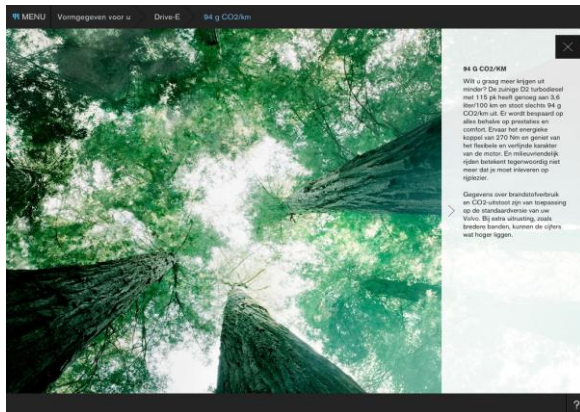 MENU Vormgegeven voor u Drive-E 94 g CO2/km
94 G CO2/KM
Wilt u graag meer krijgen uit
minder? De zuinige D2 turbodiesel
met 115 pk heeft genoeg aan 3,6
liter/100 km en stoot slechts 94 g
CO2/km uit. Er wordt bespaard op
alles behalve op prestaties en
comfort. Ervaar het energieke
koppel van 270 Nm en geniet van
het flexibele en verfijnde karakter
van de motor. En milieuvriendelijk
rijden betekent tegenwoordig niet
meer dat je moet inleveren op
rijplezier.
Gegevens over brandstofverbruik
en CO2-uitstoot zijn van toepassing
op de standaardversie van uw
Volvo. Bij extra uitrusting, zoals
bredere banden, kunnen de cijfers
wat hoger liggen.
?